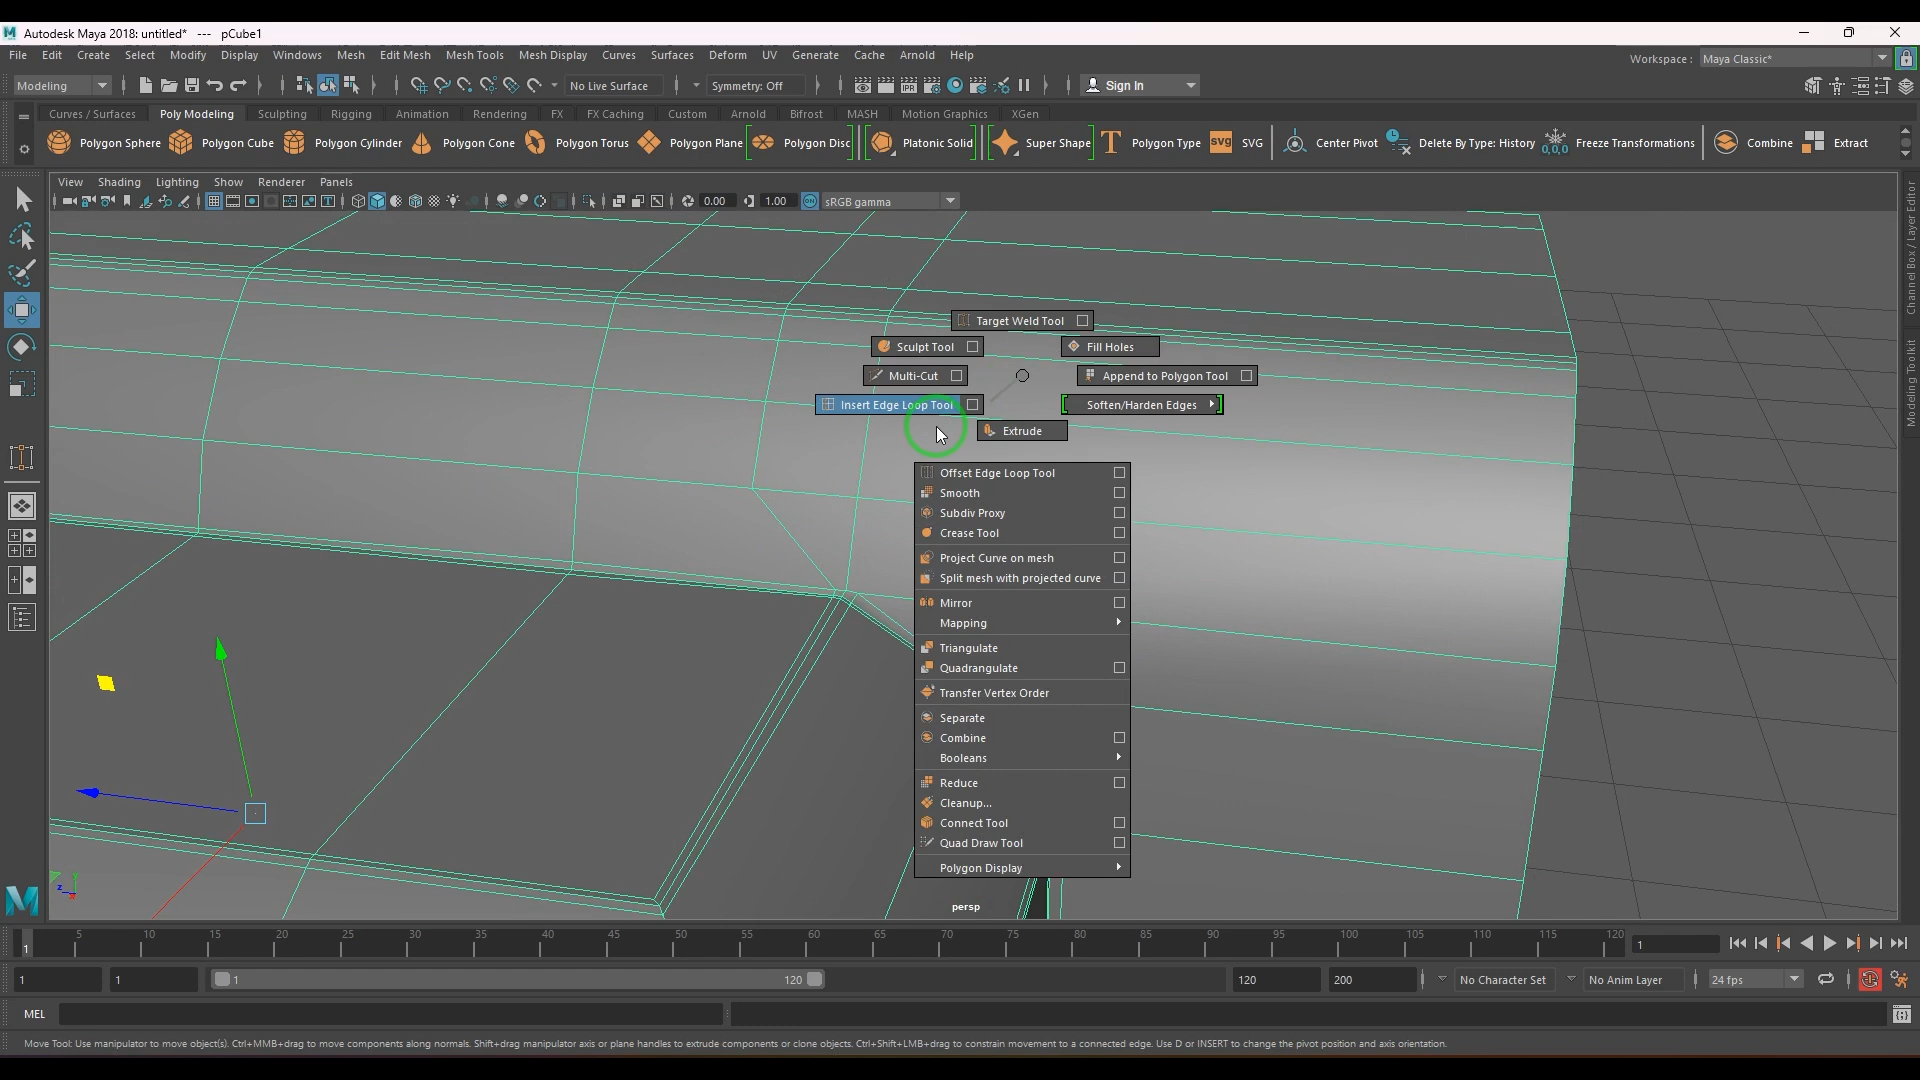 Autodesk Maya 2018: untitled* --- pCube1
File Edit Create Select Modify Display Windows Mesh Edit Mesh Mesh Tools Mesh Display Curves Surfaces Deform UV Generate Cache Arnold Help
Workspace : Maya Classic*
Modeling No Live Surface Symmetry: Off IPR Sign In
Curves / Surfaces Poly Modeling Sculpting Rigging Animation Rendering FX FX Caching Custom Arnold Bifrost MASH Motion Graphics XGen
Polygon Sphere Polygon Cube Polygon Cylinder Polygon Cone Polygon Torus Polygon Plane Polygon Disc Platonic Solid Super Shape Polygon Type SVG SVG Center Pivot Delete By Type: History 0,0,0 Freeze Transformations Combine Extract
View Shading Lighting Show Renderer Panels
0.00 1.00 ON sRGB gamma
Channel Box / Layer Editor
Modeling Toolkit
Target Weld Tool
Sculpt Tool Fill Holes
Multi-Cut Append to Polygon Tool
Insert Edge Loop Tool Soften/Harden Edges
Extrude
Offset Edge Loop Tool
Smooth
Subdiv Proxy
Crease Tool
Project Curve on mesh
Split mesh with projected curve
Mirror
Mapping
Triangulate
Quadrangulate
Transfer Vertex Order
Separate
Combine
Booleans
Reduce
Cleanup...
Connect Tool
Quad Draw Tool
Polygon Display
y
z
persp
1 5 10 15 20 25 30 35 40 45 50 55 60 65 70 75 80 85 90 95 100 105 110 115 120 1
1 1 1 120 120 200 No Character Set No Anim Layer 24 fps
MEL
Move Tool: Use manipulator to move object(s). Ctrl+MMB+drag to move components along normals. Shift+drag manipulator axis or plane handles to extrude components or clone objects. Ctrl+Shift+LMB+drag to constrain movement to a connected edge. Use D or INSERT to change the pivot position and axis orientation.